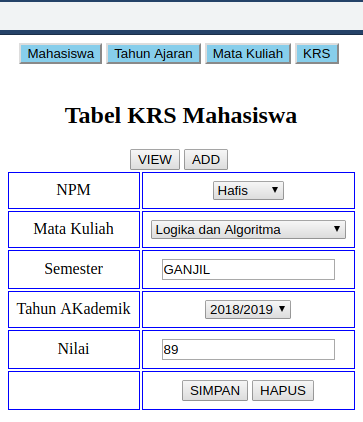 Mahasiswa Tahun Ajaran Mata Kuliah KRS
Tabel KRS Mahasiswa
VIEW ADD
NPM Hafis
Mata Kuliah Logika dan Algoritma
Semester GANJIL
Tahun AKademik 2018/2019
Nilai 89
SIMPAN HAPUS